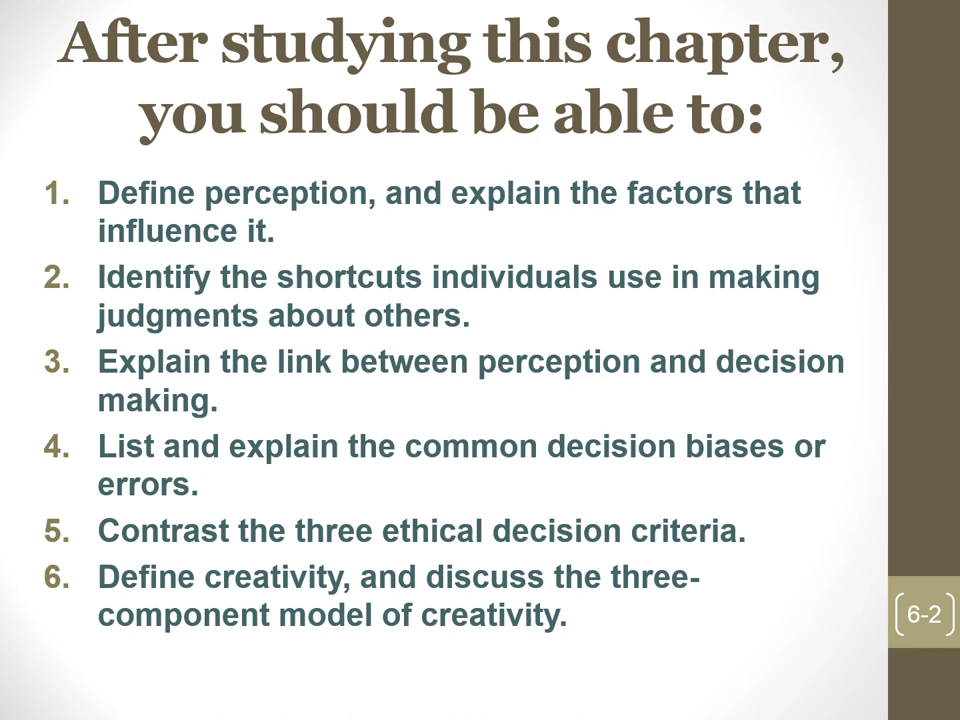 After studying this chapter,
you should be able to:
1. Define perception, and explain the factors that
influence it.
2. Identify the shortcuts individuals use in making
judgments about others.
3. Explain the link between perception and decision
making.
4. List and explain the common decision biases or
errors.
5. Contrast the three ethical decision criteria.
6. Define creativity, and discuss the three-
component model of creativity.
6-2